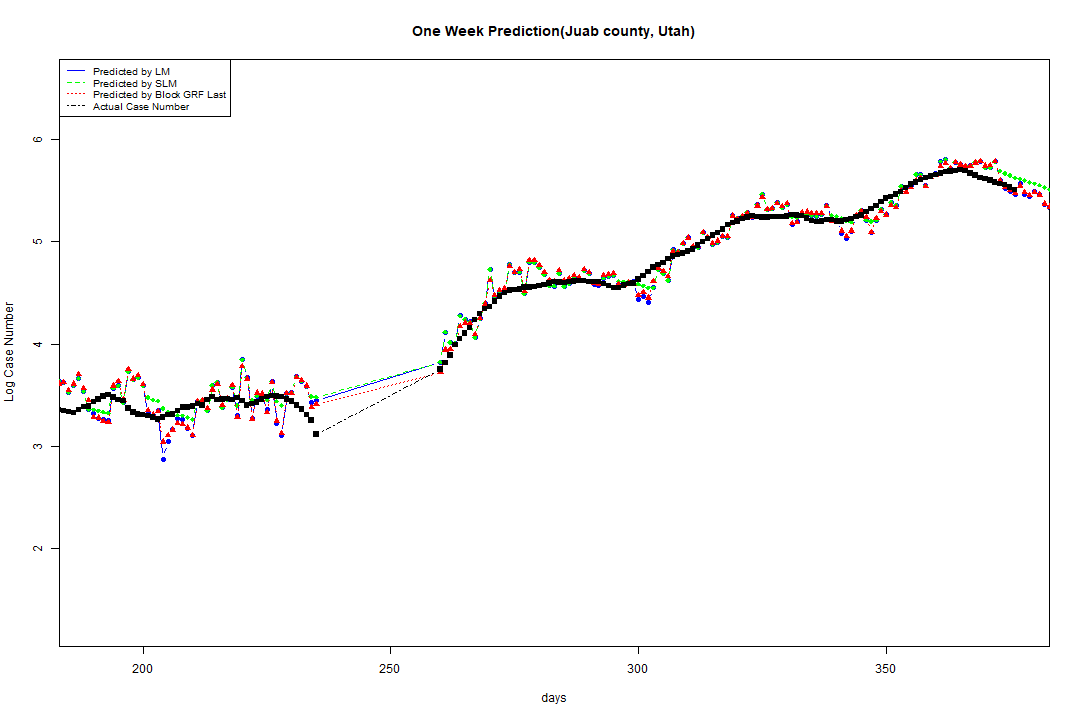 One Week Prediction(Juab county, Utah)
Predicted by LM
Predicted by SLM
Predicted by Block GRF Last
Actual Case Number
6
5
4
3
2
Log Case Number
200 250 300 350
days